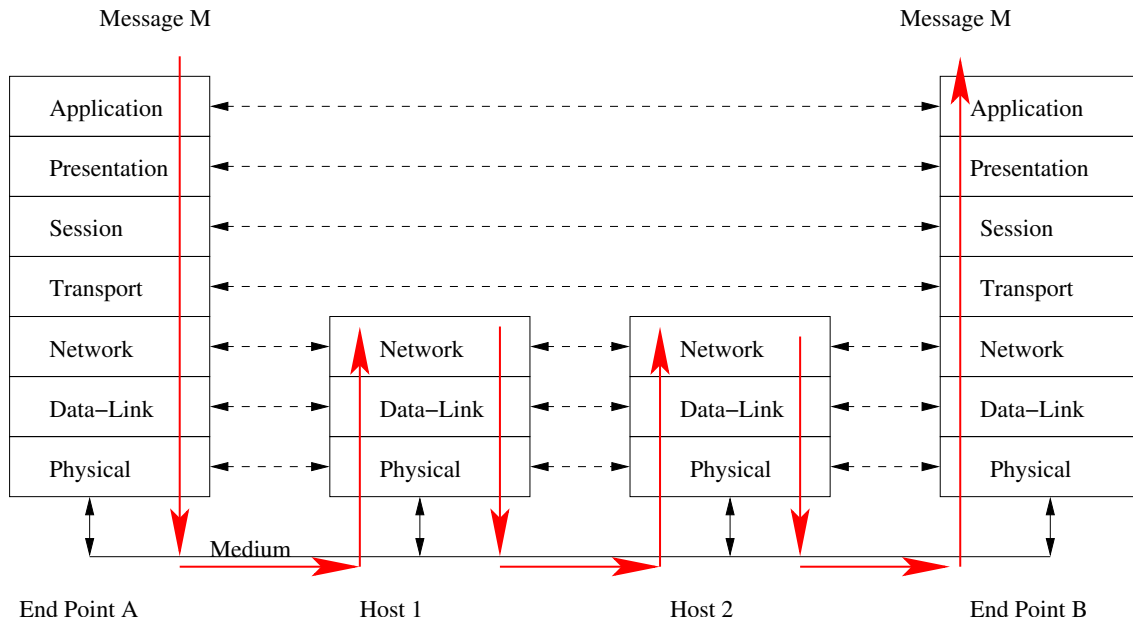 Message M
Message M
Application
Application
Presentation
Presentation
Session
Session
Transport
Transport
Network
Network
Network
Network
Data−Link
Data−Link
Data−Link
Data−Link
Physical
Physical
Physical
Physical
Medium
End Point A
Host 1
Host 2
End Point B